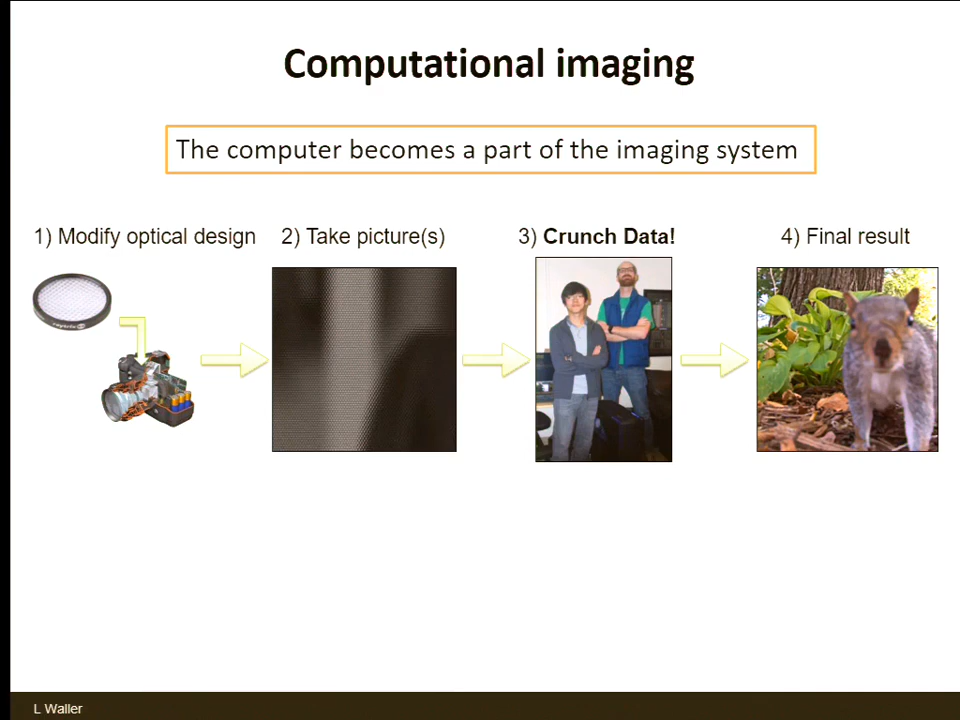 Computational imaging
The computer becomes a part of the imaging system
1) Modify optical design
2) Take picture(s)
3) Crunch Data!
4) Final result
L Waller